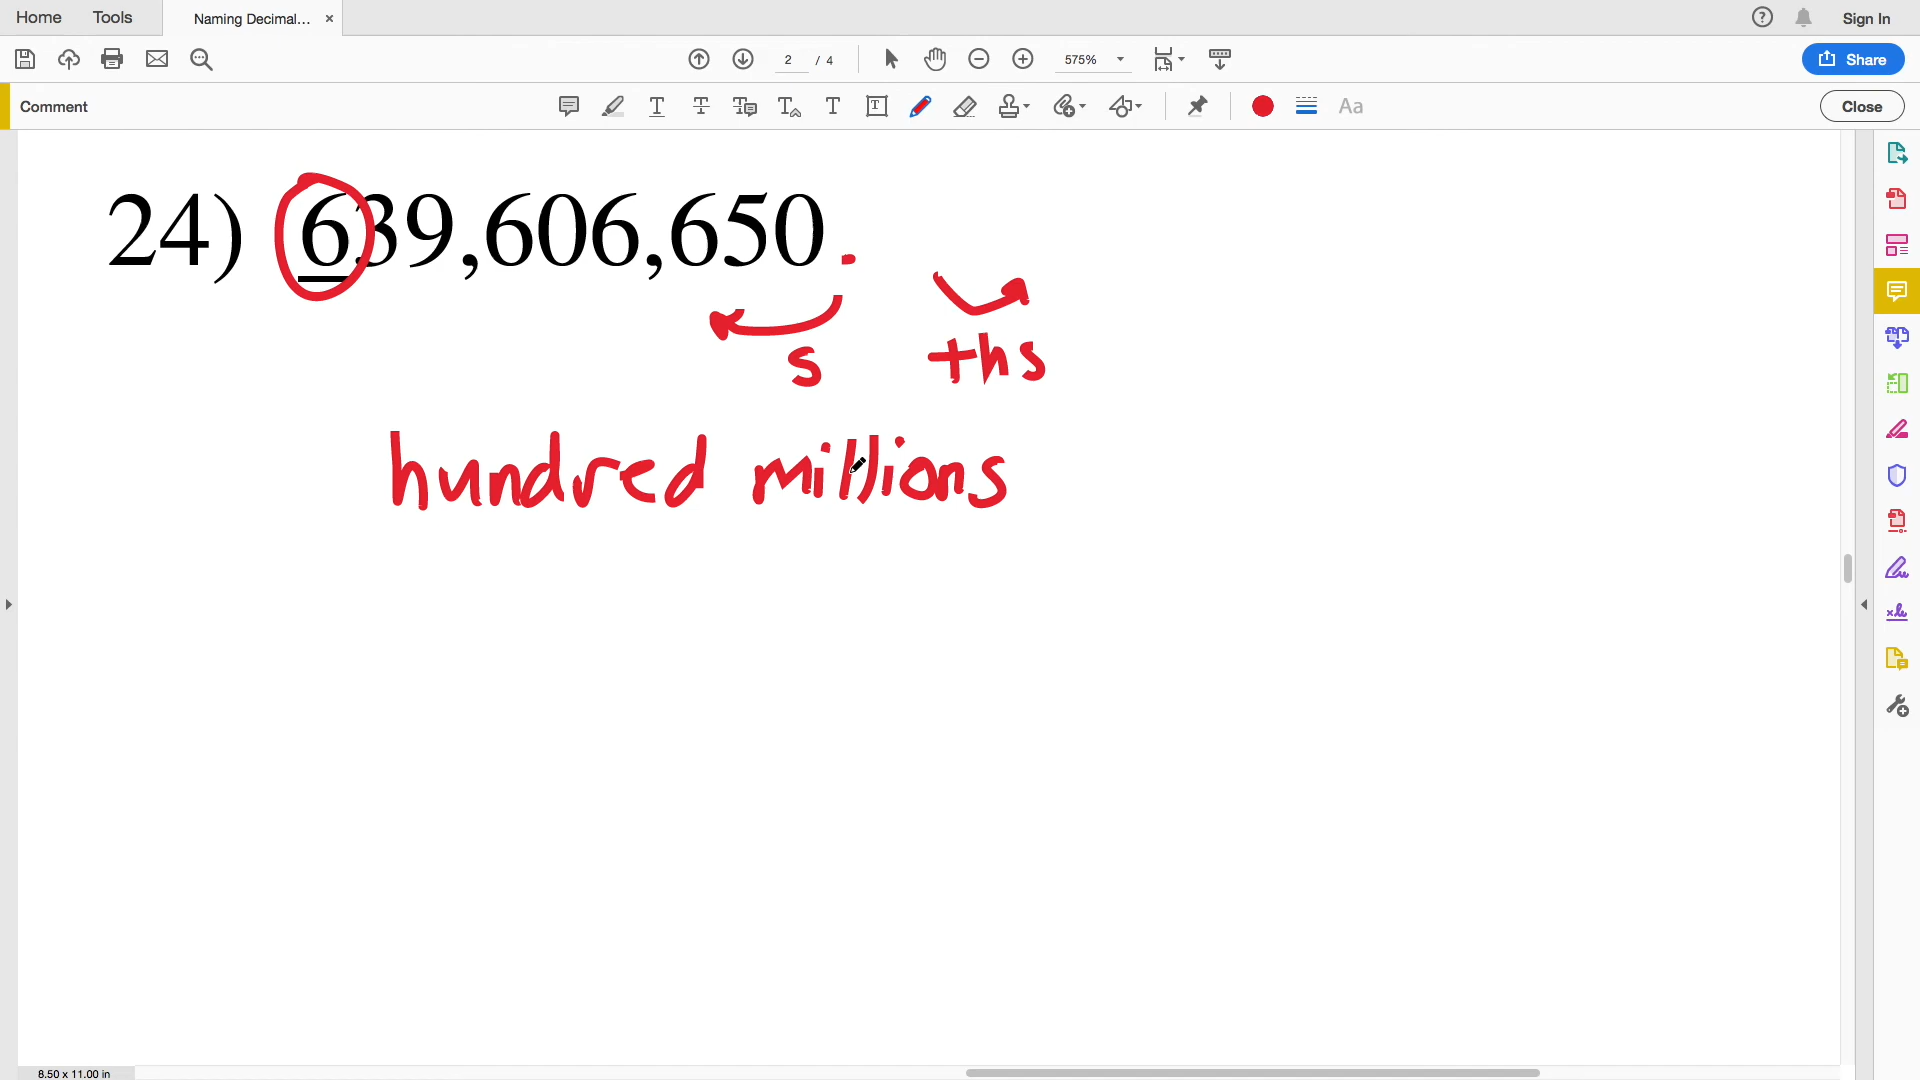 Home Tools Naming Decimal... × Sign In
2 / 4 575% Share
Comment Aa Close
24) 639,606,650.
s ths
hundred millions
8.50 x 11.00 in